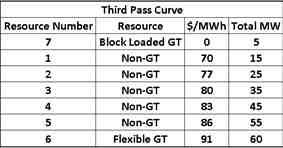 Third Pass Curve
Resource Number Resource $/MWh Total MW
7 Block Loaded GT 0 5
1 Non-GT 70 15
2 Non-GT 77 25
3 Non-GT 80 35
4 Non-GT 83 45
5 Non-GT 86 55
6 Flexible GT 91 60